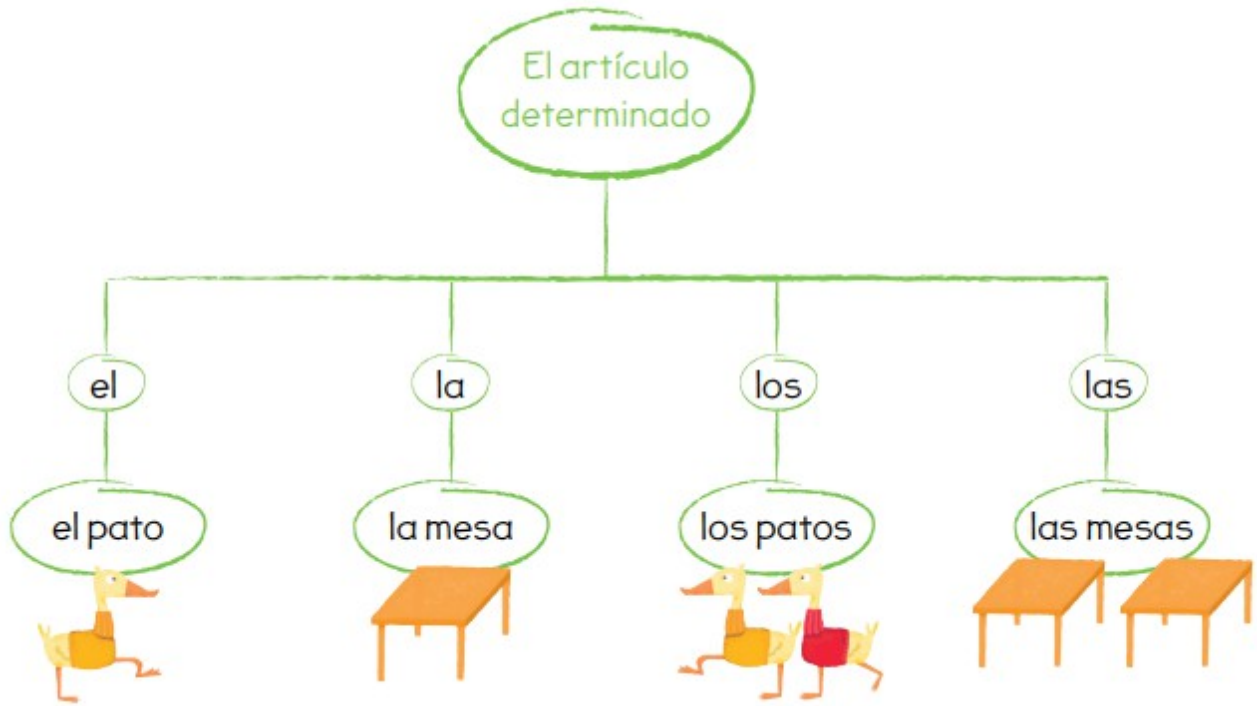 El artículo
determinado
el
la
los
las
el pato
la mesa
los patos
las mesas